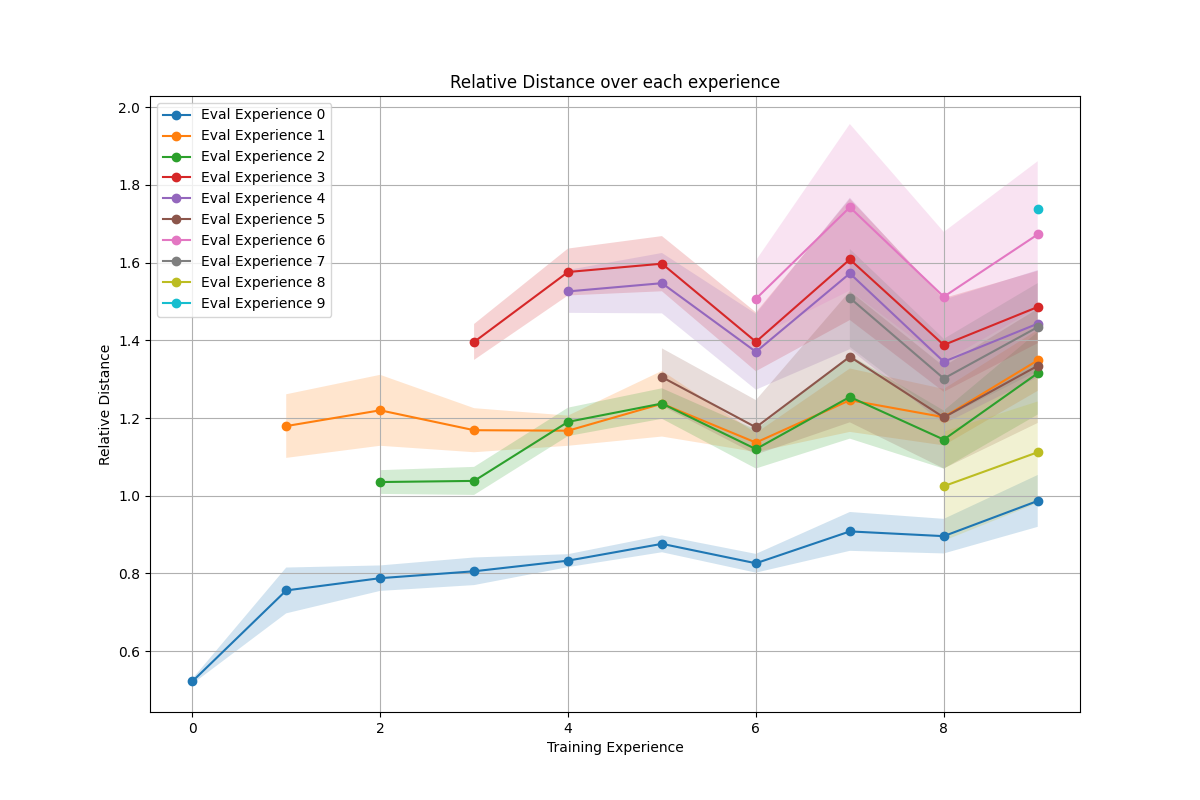 Relative Distance over each experience
2.0
1.8
1.6
1.4
1.2
1.0
0.8
0.6
Relative Distance
Eval Experience 0
Eval Experience 1
Eval Experience 2
Eval Experience 3
Eval Experience 4
Eval Experience 5
Eval Experience 6
Eval Experience 7
Eval Experience 8
Eval Experience 9
0 2 4 6 8
Training Experience